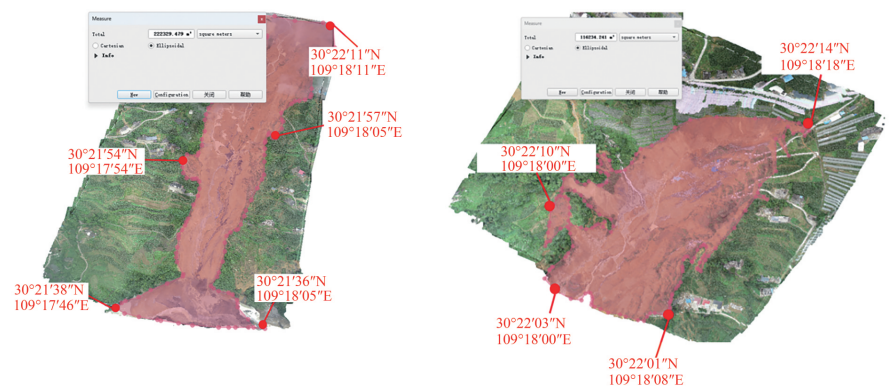 Measure
Total 222329.479 m² square meters
Cartesian Ellipsoidal
Info
New Configuration 关闭 帮助
30°22′11″N
109°18′11″E
30°21′57″N
109°18′05″E
30°21′54″N
109°17′54″E
30°21′38″N
109°17′46″E
30°21′36″N
109°18′05″E
Measure
Total square meters
Cartesian Ellipsoidal
Info
New Configuration 关闭 帮助
30°22′14″N
109°18′18″E
30°22′10″N
109°18′00″E
30°22′03″N
109°18′00″E
30°22′01″N
109°18′08″E